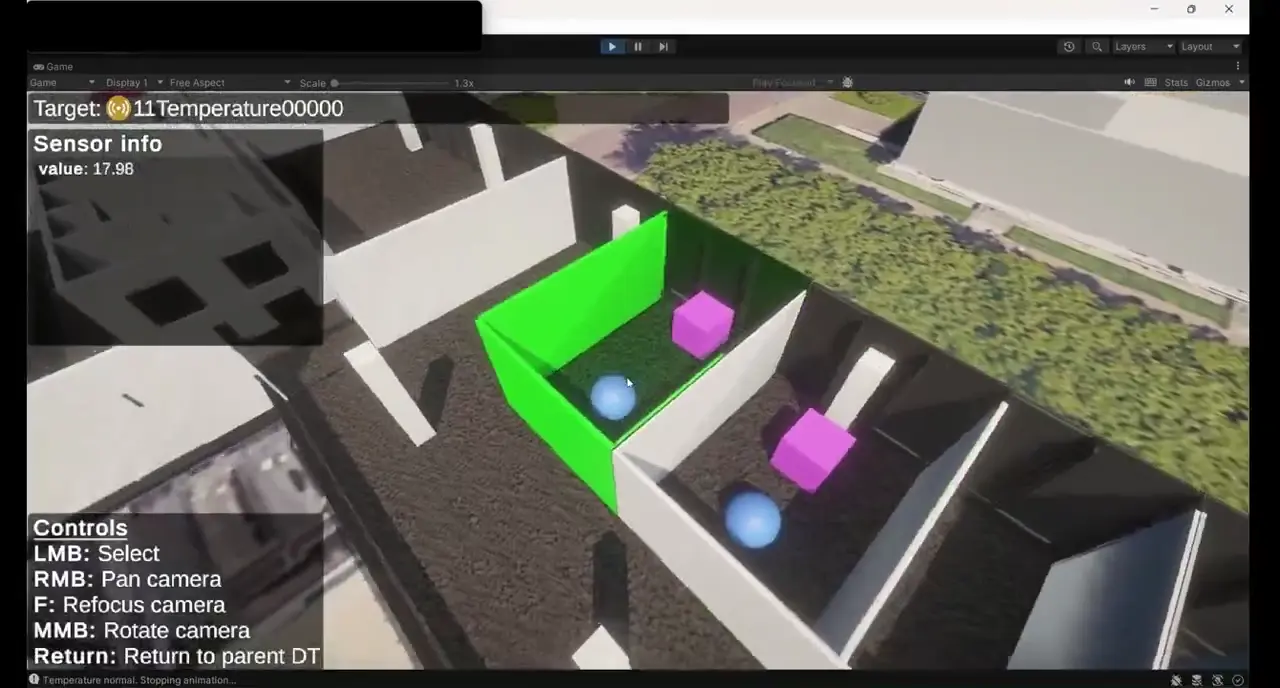 Layers
Layout
Game
Game
Display 1
Free Aspect
Scale
1.3x
Play Focused
Stats
Gizmos
Target: 11Temperature00000
Sensor info
value: 17.98
Controls
LMB: Select
RMB: Pan camera
F: Refocus camera
MMB: Rotate camera
Return: Return to parent DT
Temperature normal. Stopping animation...